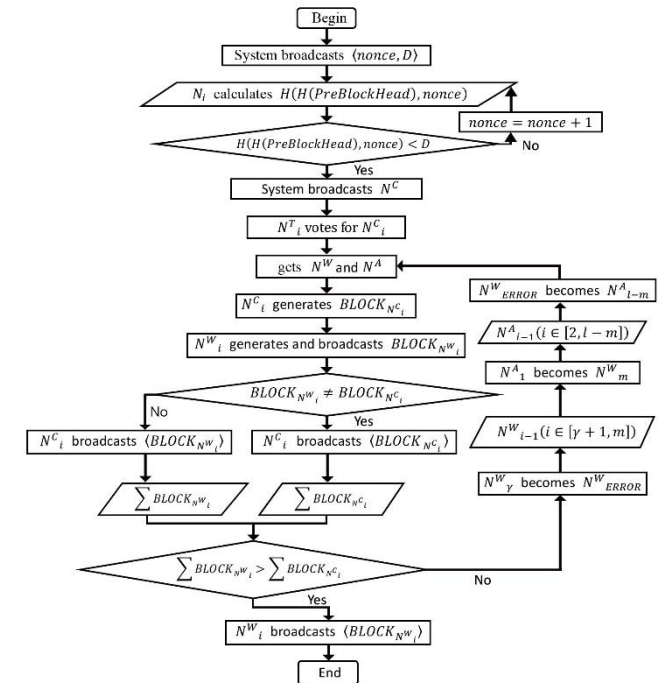 Begin
System broadcasts ⟨nonce, D⟩
N_i calculates H(H(PreBlockHead), nonce)
nonce = nonce + 1
H(H(PreBlockHead), nonce) < D
No
Yes
System broadcasts N^C
N^T_i votes for N^C_i
gets N^W and N^A
N^W_ERROR becomes N^A_{l−m}
N^C_i generates BLOCK_{N^C_i}
N^A_{i−1}(i ∈ [2, l − m])
N^W_i generates and broadcasts BLOCK_{N^W_i}
N^A_1 becomes N^W_m
BLOCK_{N^W_i} ≠ BLOCK_{N^C_i}
No
Yes
N^W_{i−1}(i ∈ [γ + 1, m])
N^C_i broadcasts ⟨BLOCK_{N^W_i}⟩
N^C_i broadcasts ⟨BLOCK_{N^C_i}⟩
N^W_γ becomes N^W_ERROR
∑ BLOCK_{N^W_i}
∑ BLOCK_{N^C_i}
∑ BLOCK_{N^W_i} > ∑ BLOCK_{N^C_i}
No
Yes
N^W_i broadcasts ⟨BLOCK_{N^W_i}⟩
End